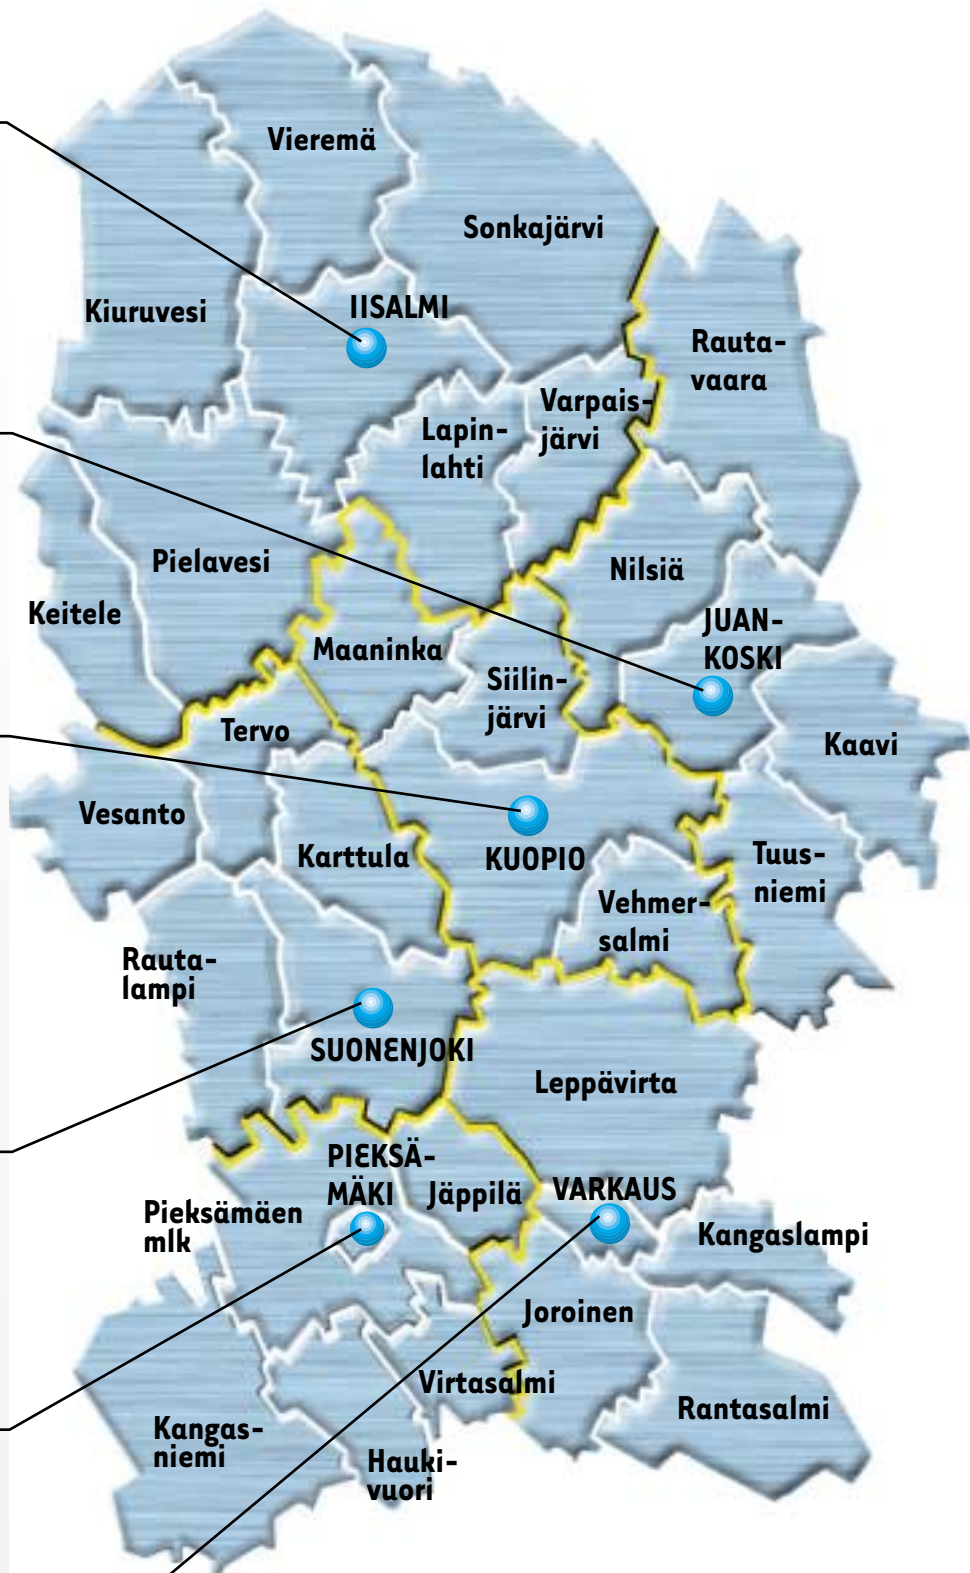 Vieremä
Sonkajärvi
Kiuruvesi
IISALMI
Rauta-
vaara
Varpais-
järvi
Lapin-
lahti
Pielavesi
Nilsiä
Keitele
JUAN-
KOSKI
Maaninka
Siilin-
järvi
Tervo
Kaavi
Vesanto
Karttula
KUOPIO
Tuus-
niemi
Vehmer-
salmi
Rauta-
lampi
SUONENJOKI
Leppävirta
PIEKSÄ-
MÄKI
Jäppilä
VARKAUS
Pieksämäen
mlk
Kangaslampi
Joroinen
Virtasalmi
Rantasalmi
Kangas-
niemi
Hauki-
vuori